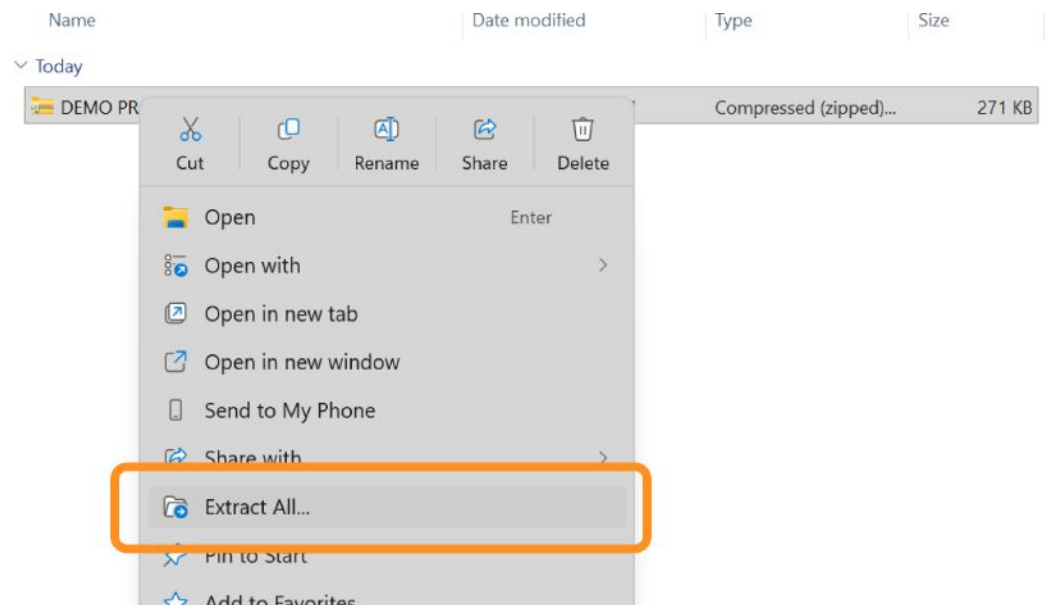 Name Date modified Type Size
Today
DEMO PR Compressed (zipped)... 271 KB
Cut Copy Rename Share Delete
Open Enter
Open with
Open in new tab
Open in new window
Send to My Phone
Share with
Extract All...
Pin to Start
Add to Favorites